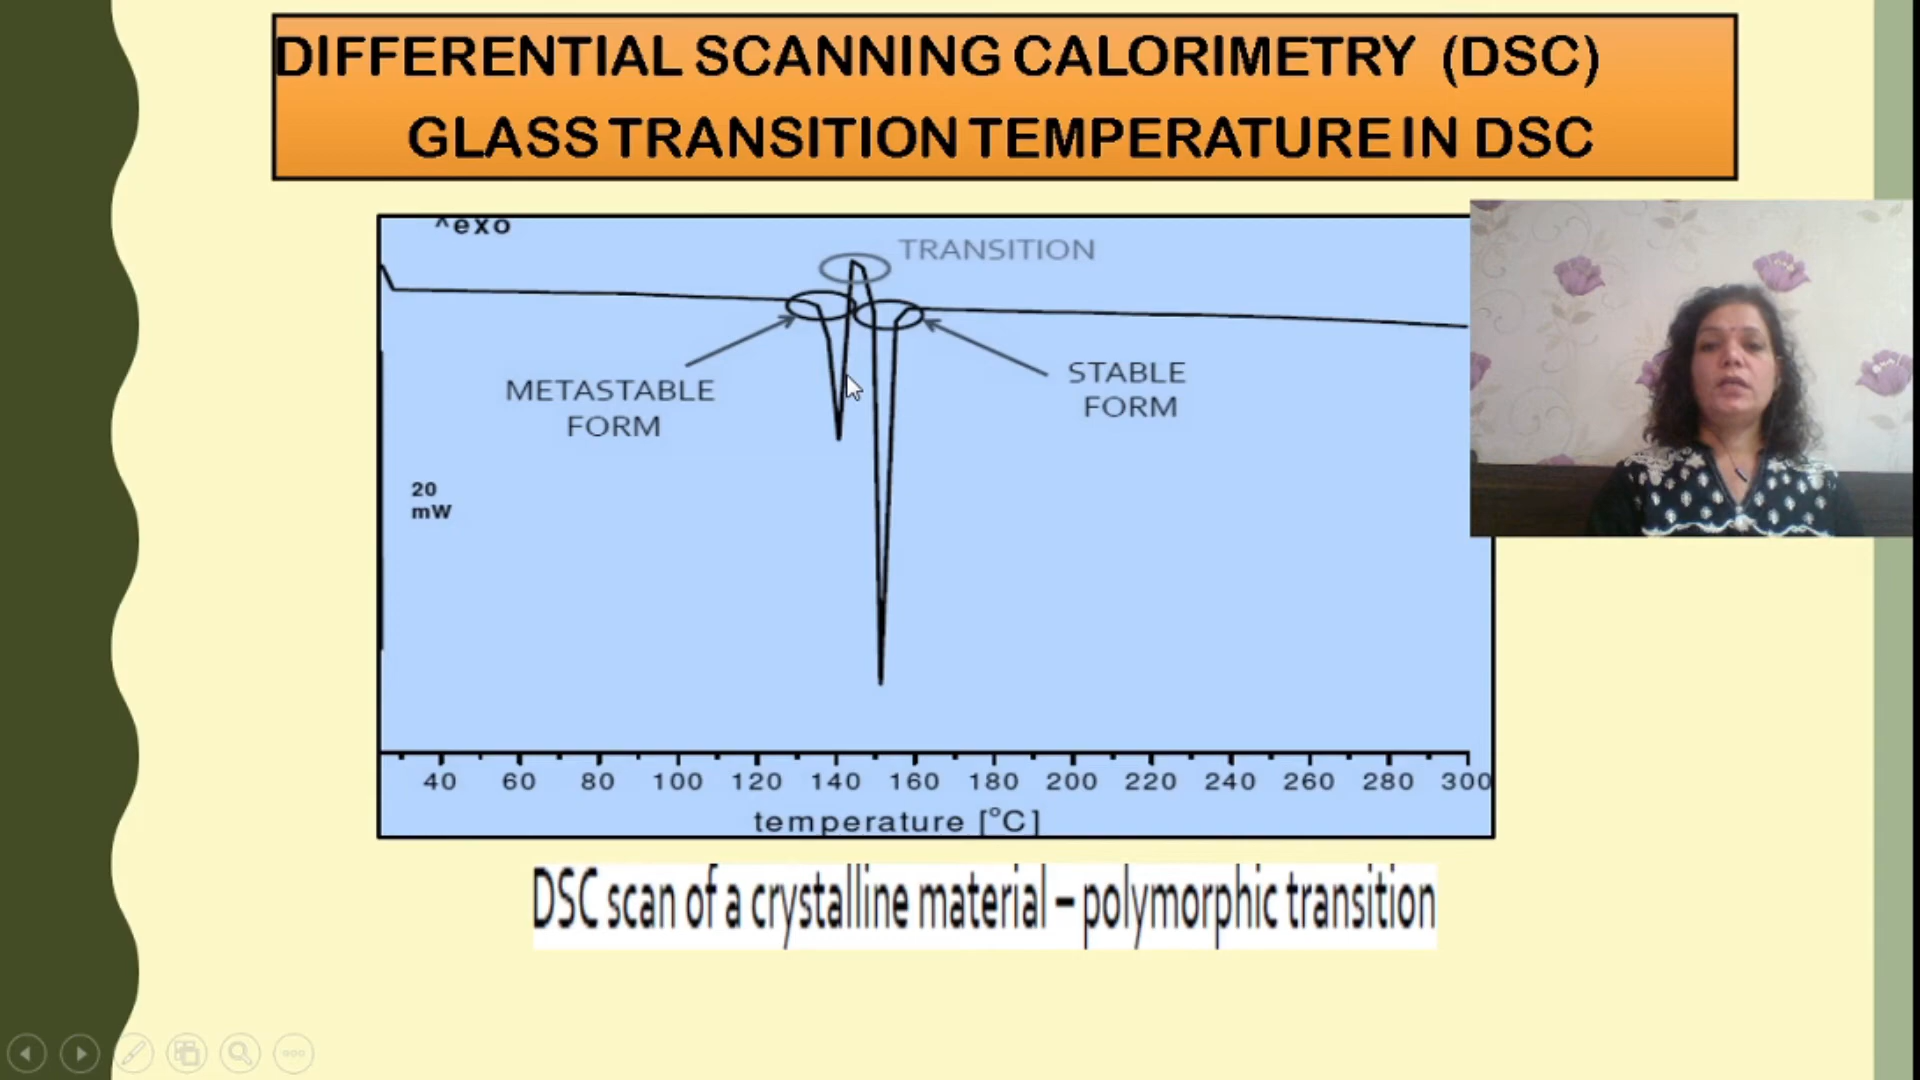 DIFFERENTIAL SCANNING CALORIMETRY (DSC)
GLASS TRANSITION TEMPERATURE IN DSC
^exo
TRANSITION
METASTABLE
FORM
STABLE
FORM
20
mW
40 60 80 100 120 140 160 180 200 220 240 260 280 300
temperature [°C]
DSC scan of a crystalline material – polymorphic transition